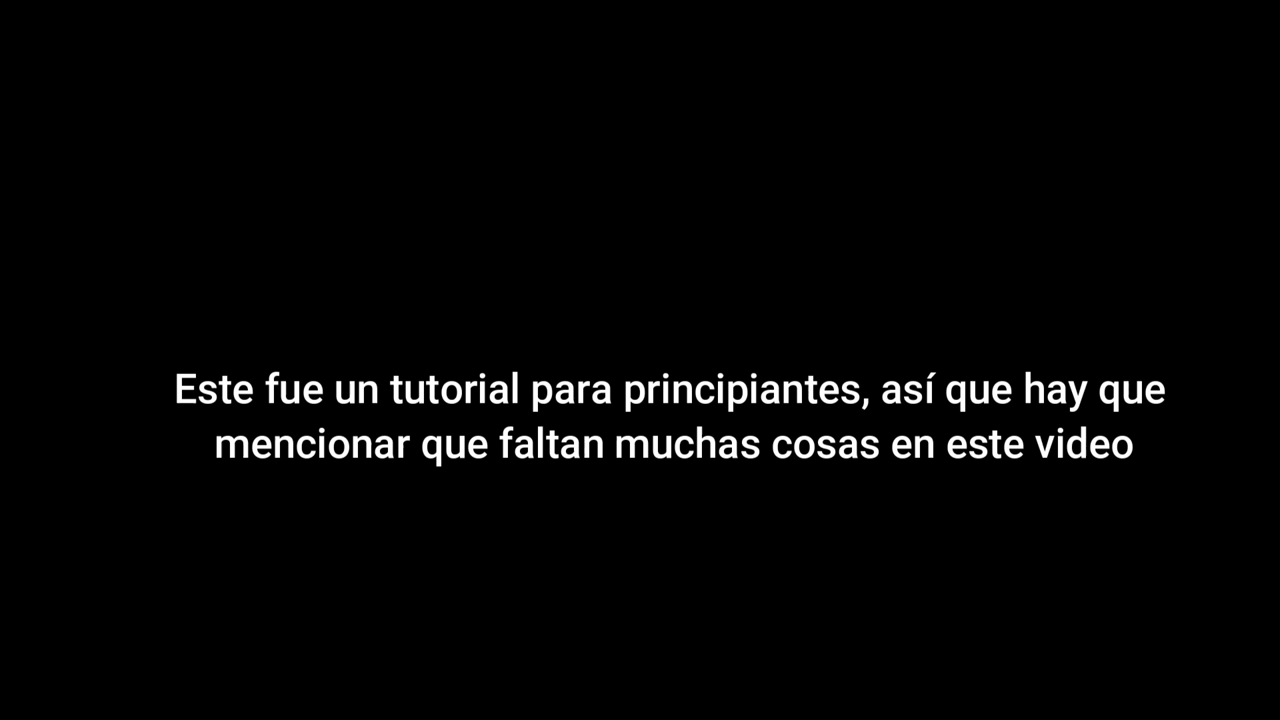 Este fue un tutorial para principiantes, así que hay que
mencionar que faltan muchas cosas en este video